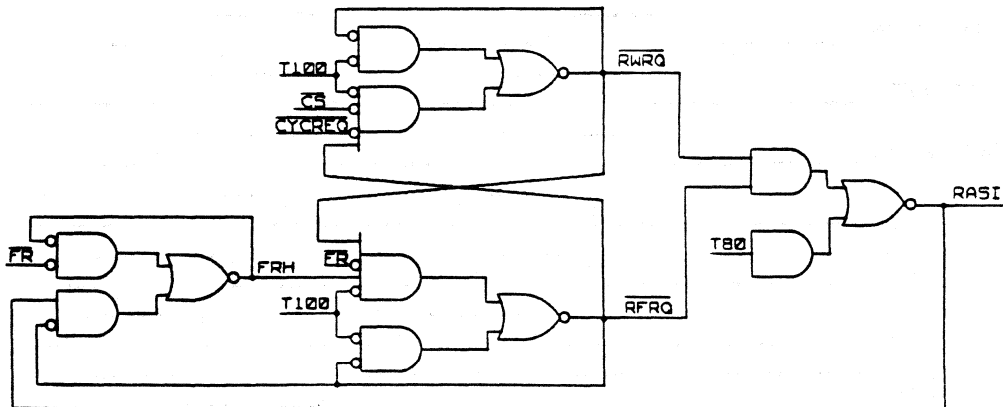 T100
RWRQ
CS
CYCREQ
RASI
FR
FR
T80
FRH
T100
RFRQ